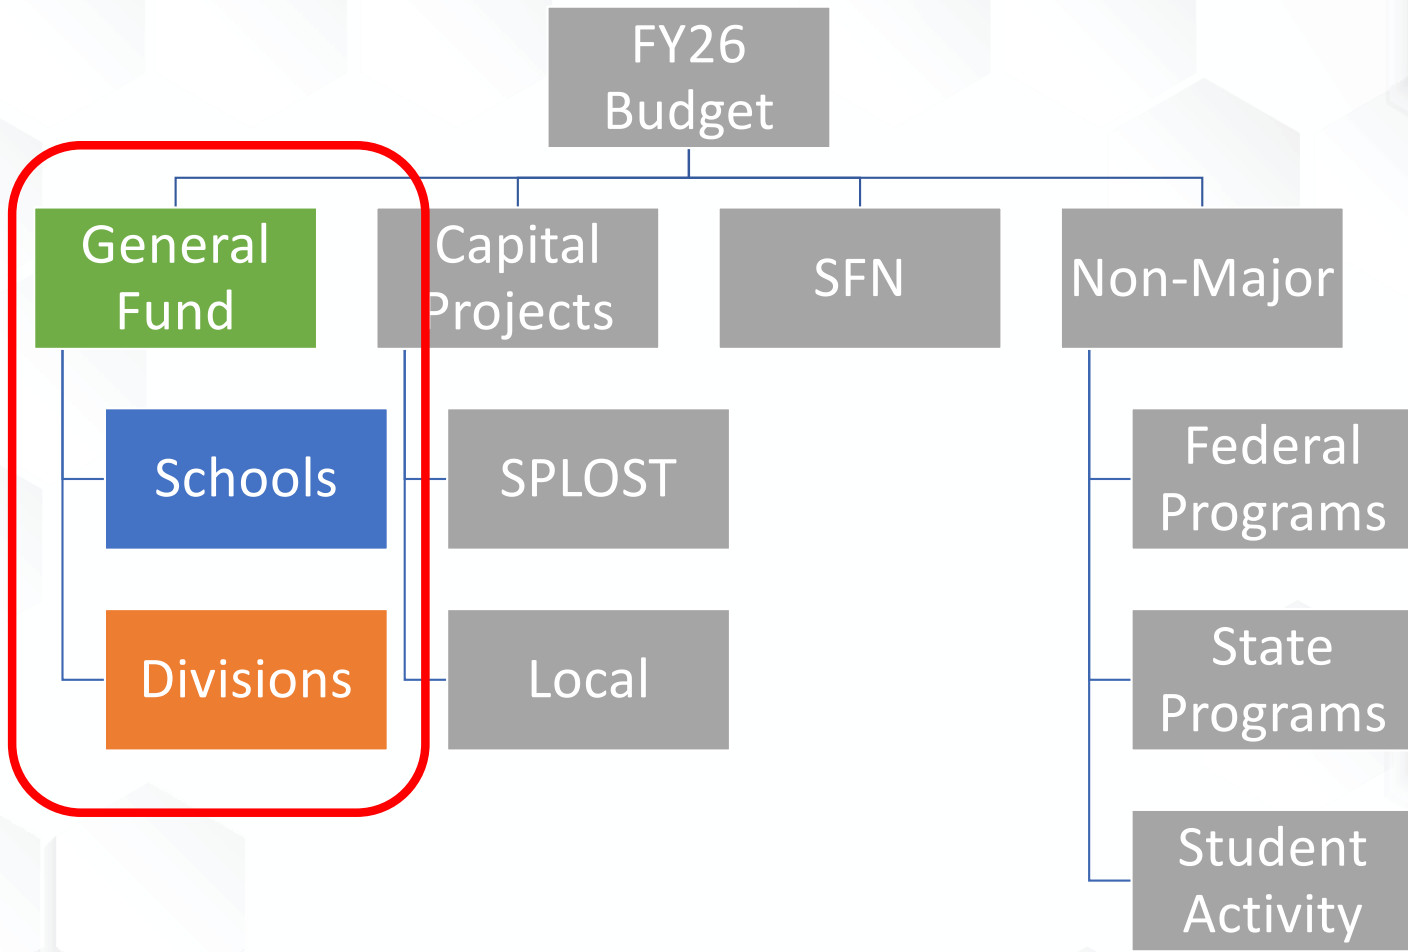 FY26
Budget
General
Fund
Capital
Projects
SFN
Non-Major
Schools
SPLOST
Federal
Programs
Divisions
Local
State
Programs
Student
Activity